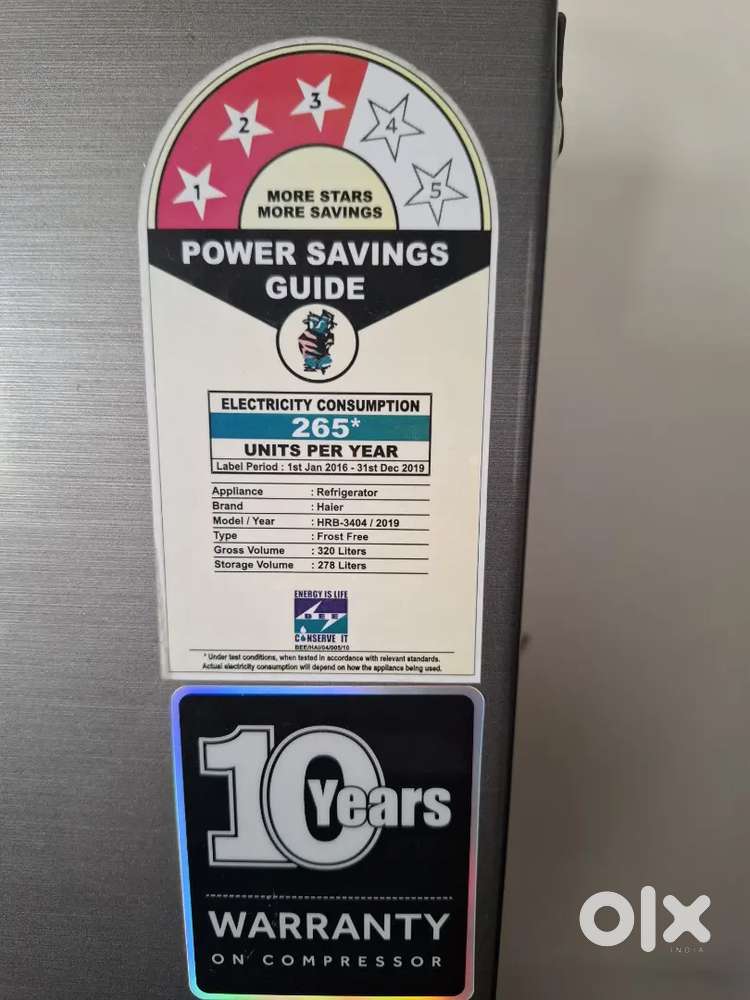 1 2 3 4 5
MORE STARS
MORE SAVINGS
POWER SAVINGS
GUIDE
ELECTRICITY CONSUMPTION
265*
UNITS PER YEAR
Label Period : 1st Jan 2016 - 31st Dec 2019
Appliance : Refrigerator
Brand : Haier
Model / Year : HRB-3404 / 2019
Type : Frost Free
Gross Volume : 320 Liters
Storage Volume : 278 Liters
ENERGY IS LIFE
BEE
CONSERVE IT
* Under test conditions, when tested in accordance with relevant standards.
Actual electricity consumption will depend on how the appliance being used.
10 Years
WARRANTY
ON COMPRESSOR
olx
INDIA